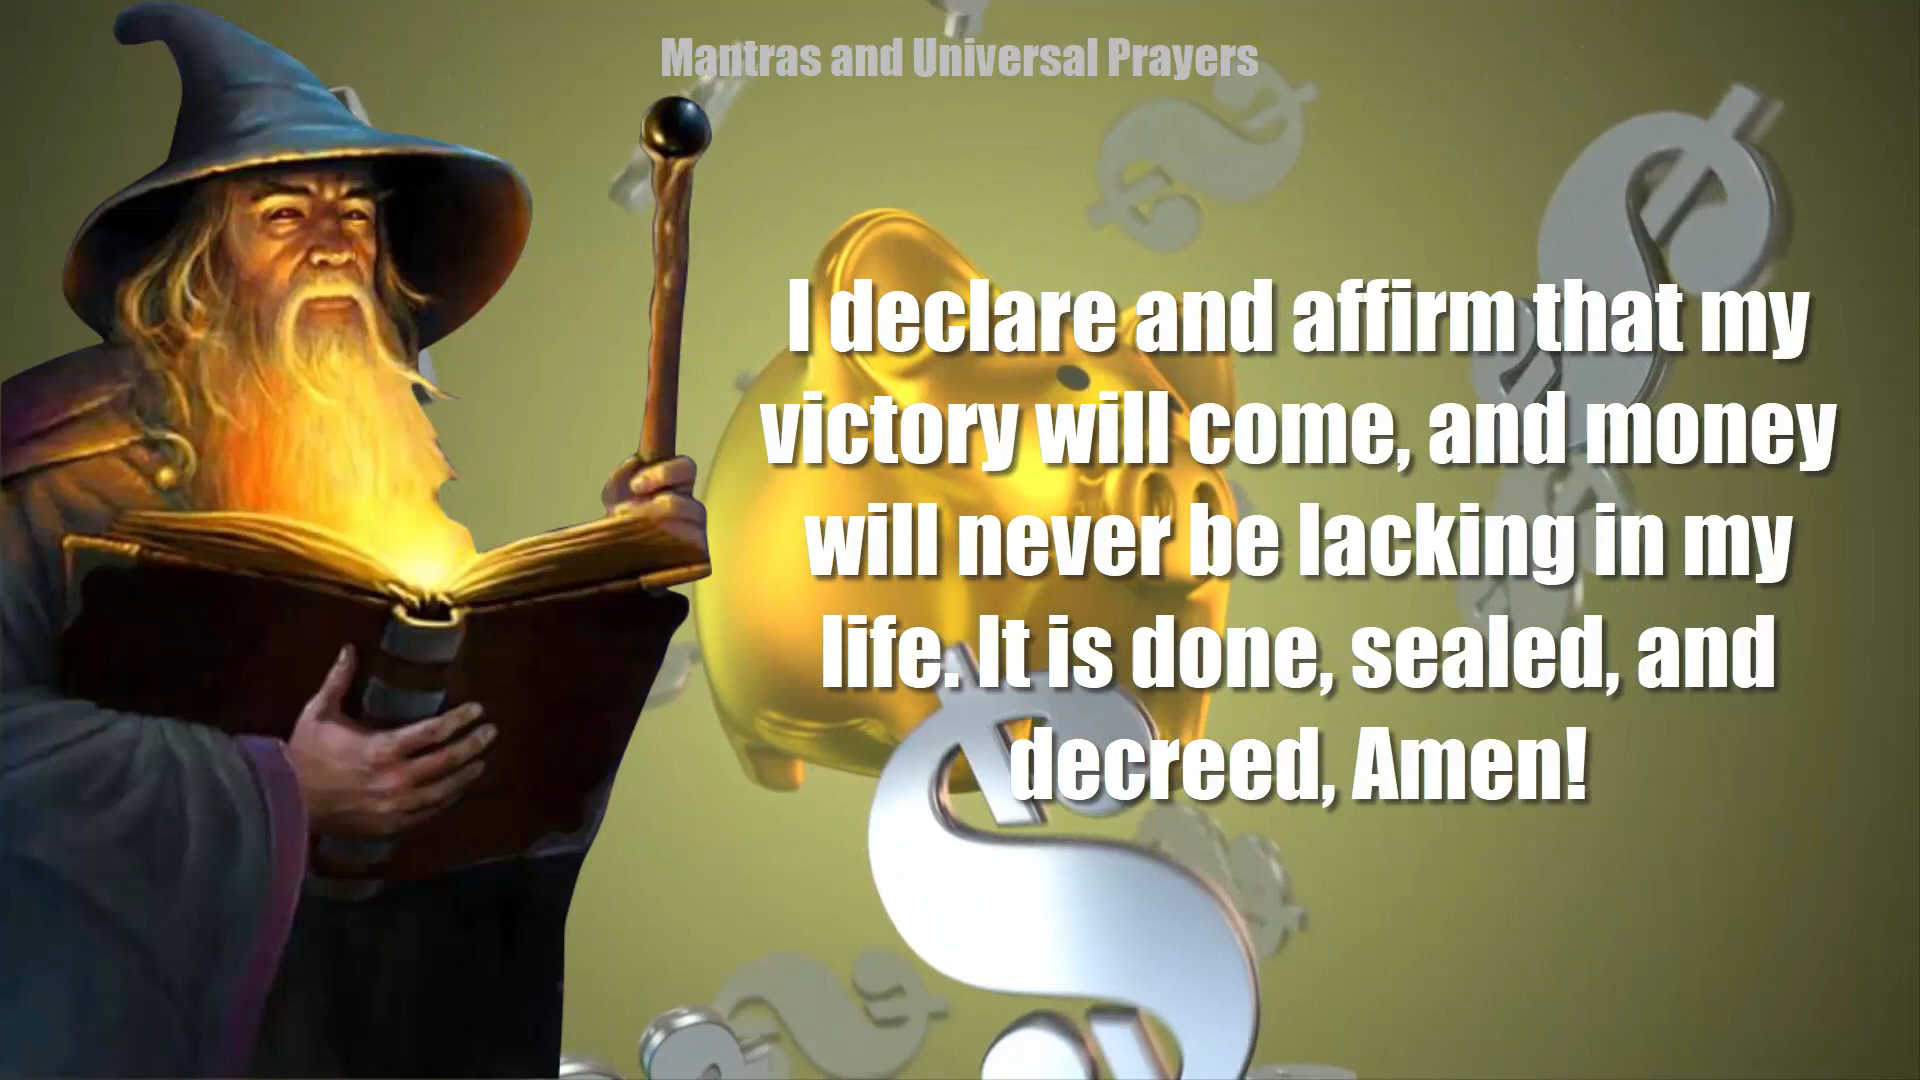 Mantras and Universal Prayers
I declare and affirm that my
victory will come, and money
will never be lacking in my
life. It is done, sealed, and
decreed, Amen!